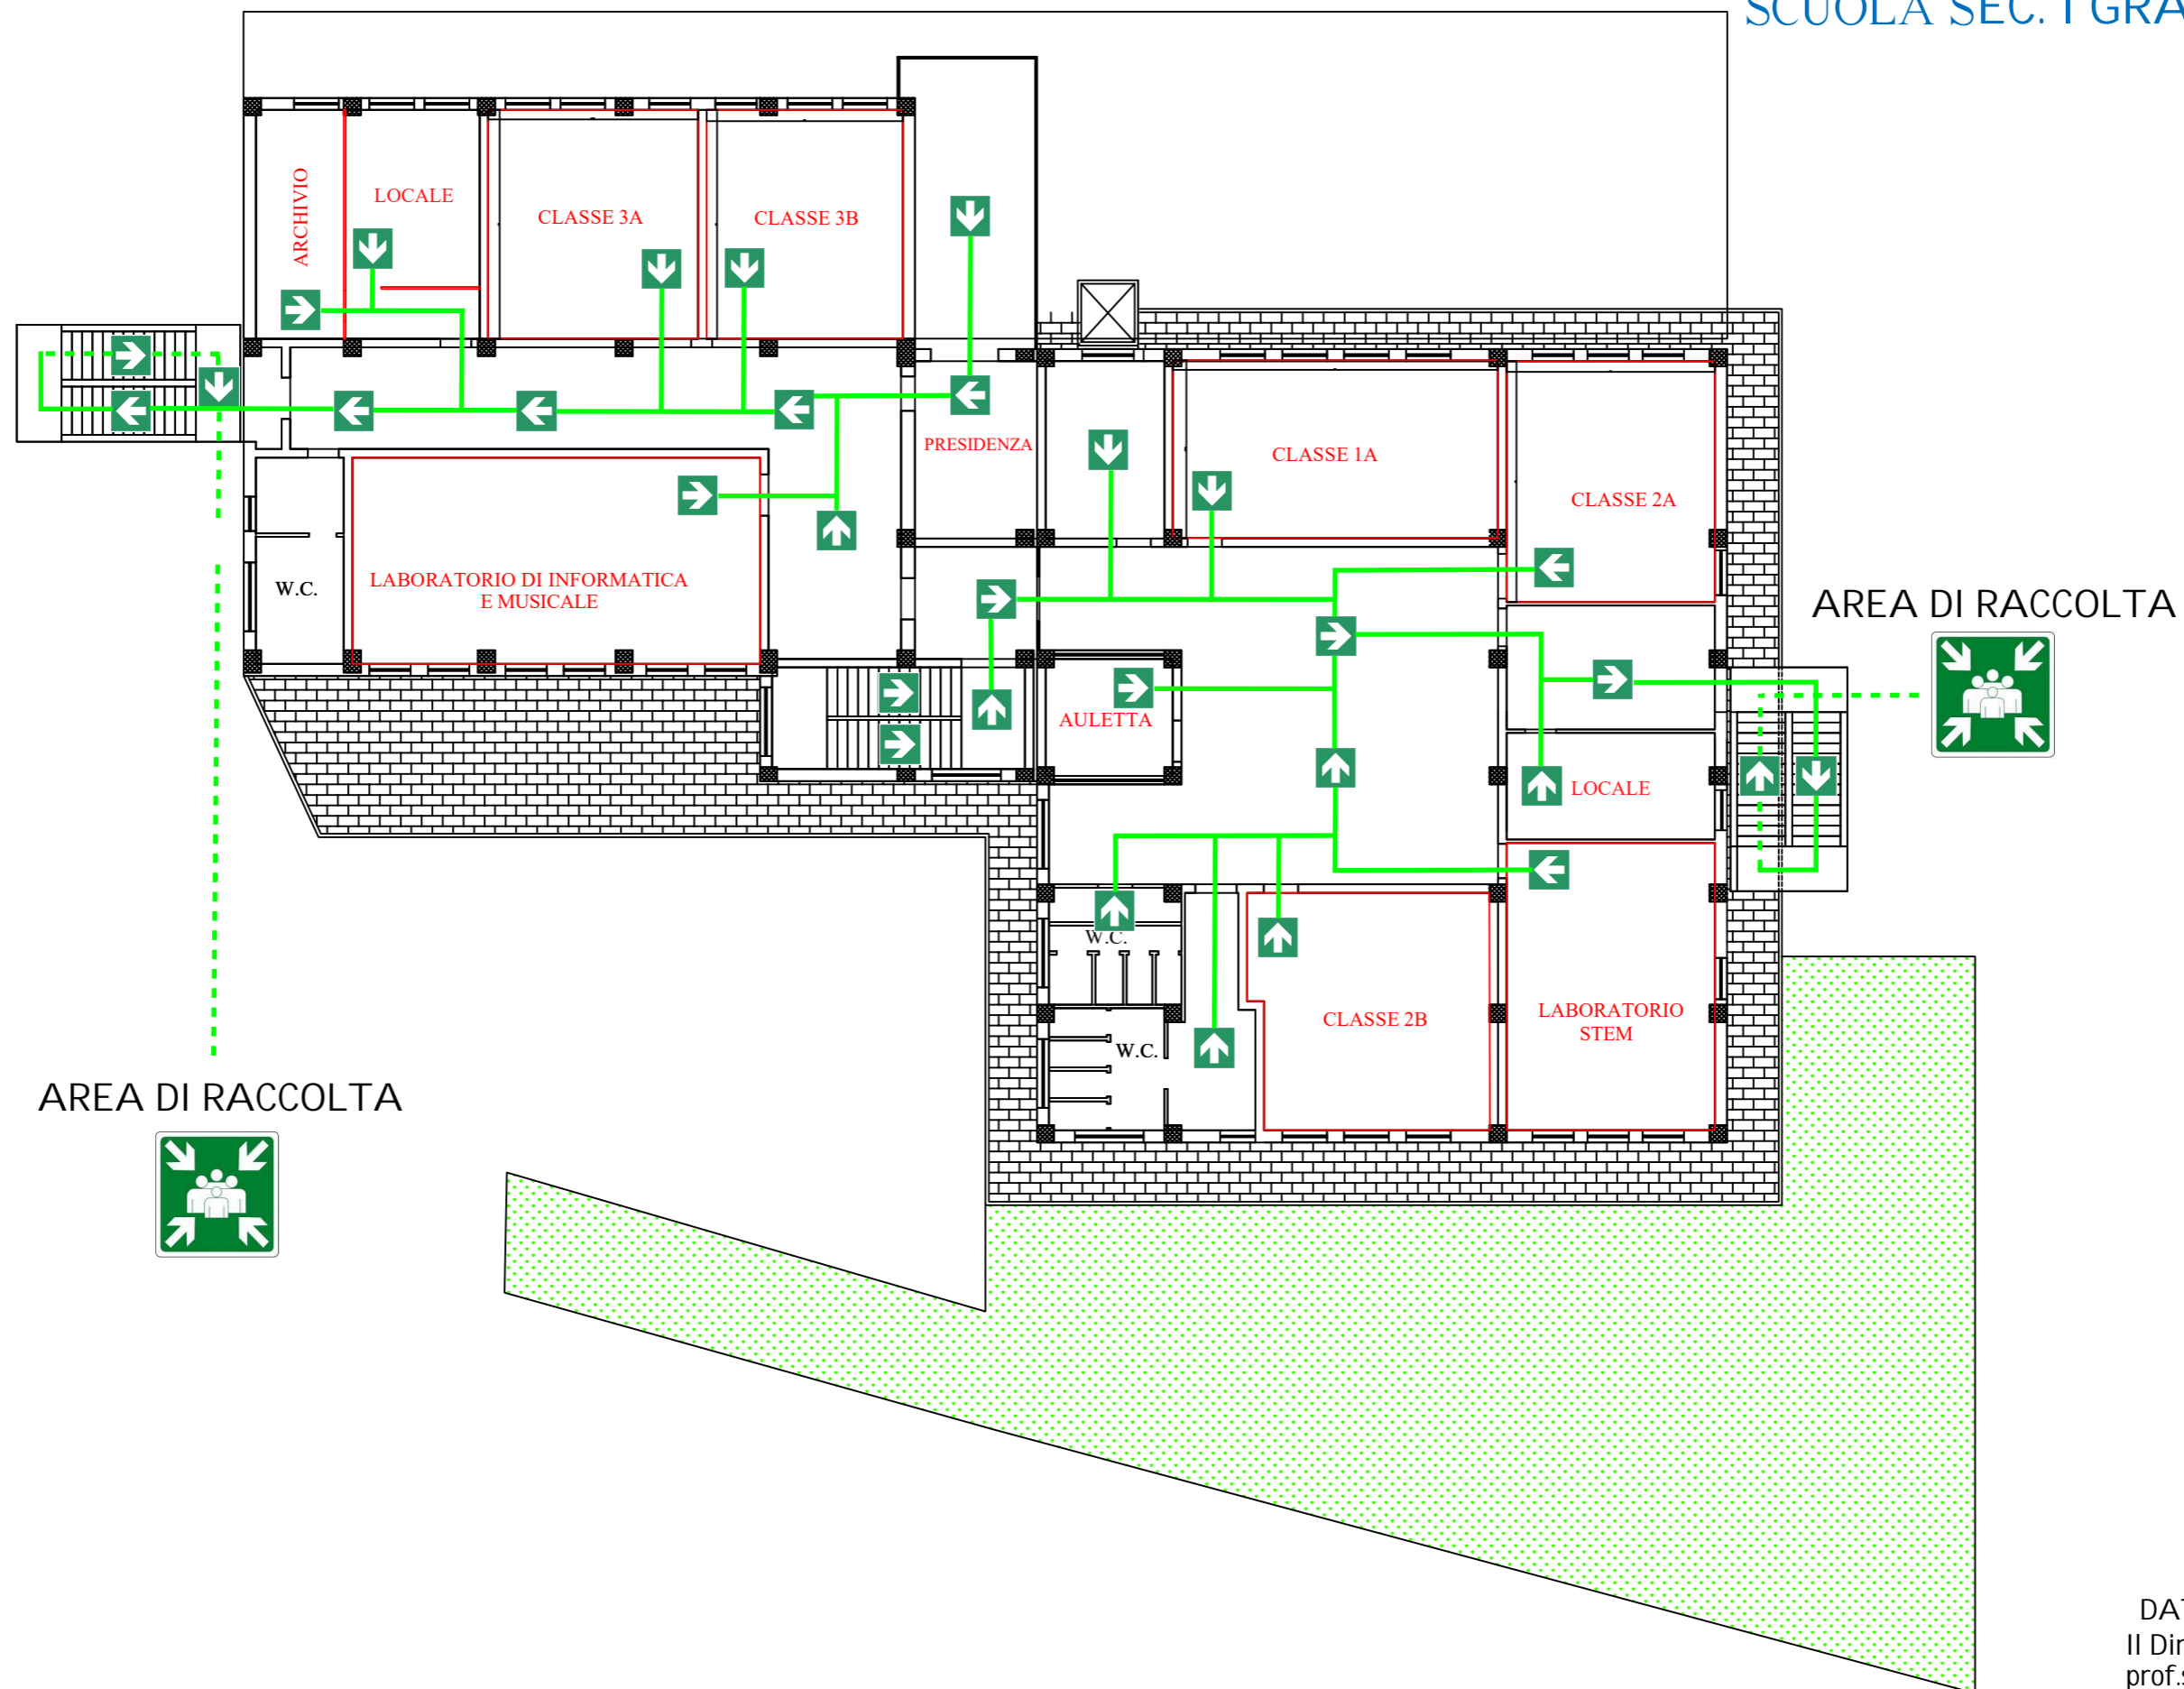 SCUOLA SEC. I GRA
ARCHIVIO
LOCALE
CLASSE 3A
CLASSE 3B
PRESIDENZA
CLASSE 1A
CLASSE 2A
W.C.
LABORATORIO DI INFORMATICA
E MUSICALE
AREA DI RACCOLTA
AULETTA
LOCALE
W.C.
CLASSE 2B
LABORATORIO
STEM
W.C.
AREA DI RACCOLTA
DAT
Il Dir
prof.s